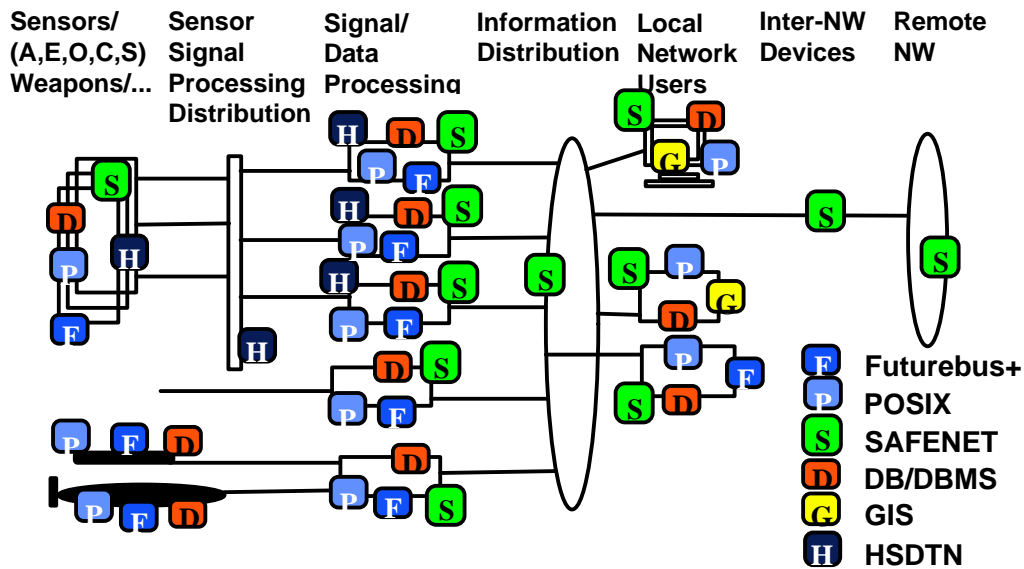 Sensors/
(A,E,O,C,S)
Weapons/...
Sensor
Signal
Processing
Distribution
Signal/
Data
Processing
Information
Distribution
Local
Network
Users
Inter-NW
Devices
Remote
NW
H D S
P F
S D
G P
S
D
P H
F
H D S
P F
S
S
S
H D S
P F
S P
G
D
H
D S
P F
P
F
S D
P F D
D
P F S
P F D
F Futurebus+
P POSIX
S SAFENET
D DB/DBMS
G GIS
H HSDTN